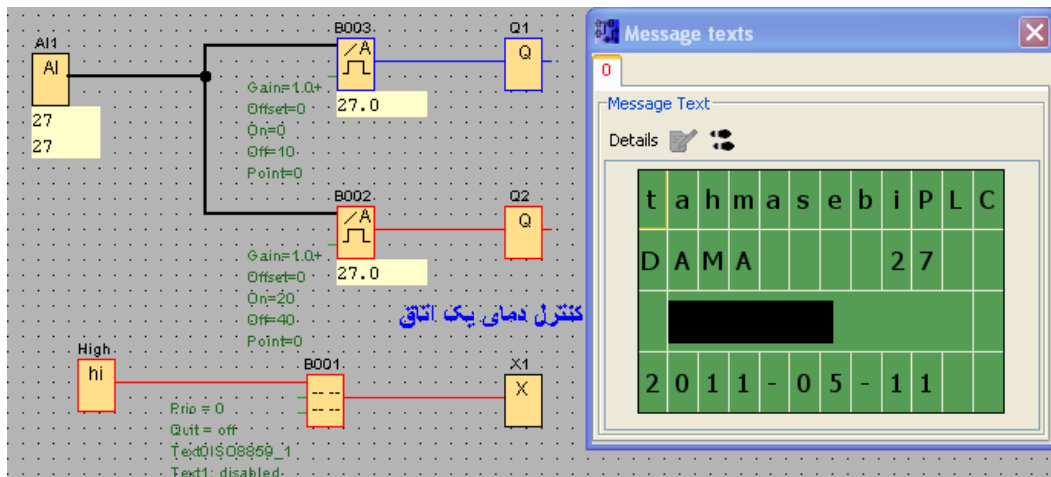 AI1
AI
27
27
B003
/A
Gain=1.0+
Offset=0
On=0
Off=10
Point=0
27.0
Q1
Q
B002
/A
Gain=1.0+
Offset=0
On=20
Off=40
Point=0
27.0
Q2
Q
کنترل دمای یک اتاق
High
hi
B001
Prio = 0
Quit = off
Text0ISO8859_1
Text1: disabled
X1
X
Message texts
0
Message Text
Details
tahmasebiPLC
DAMA 27
2011-05-11